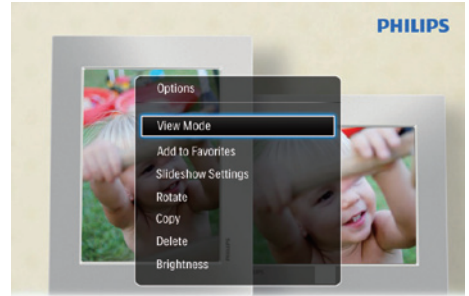 PHILIPS
Options
View Mode
Add to Favorites
Slideshow Settings
Rotate
Copy
Delete
Brightness